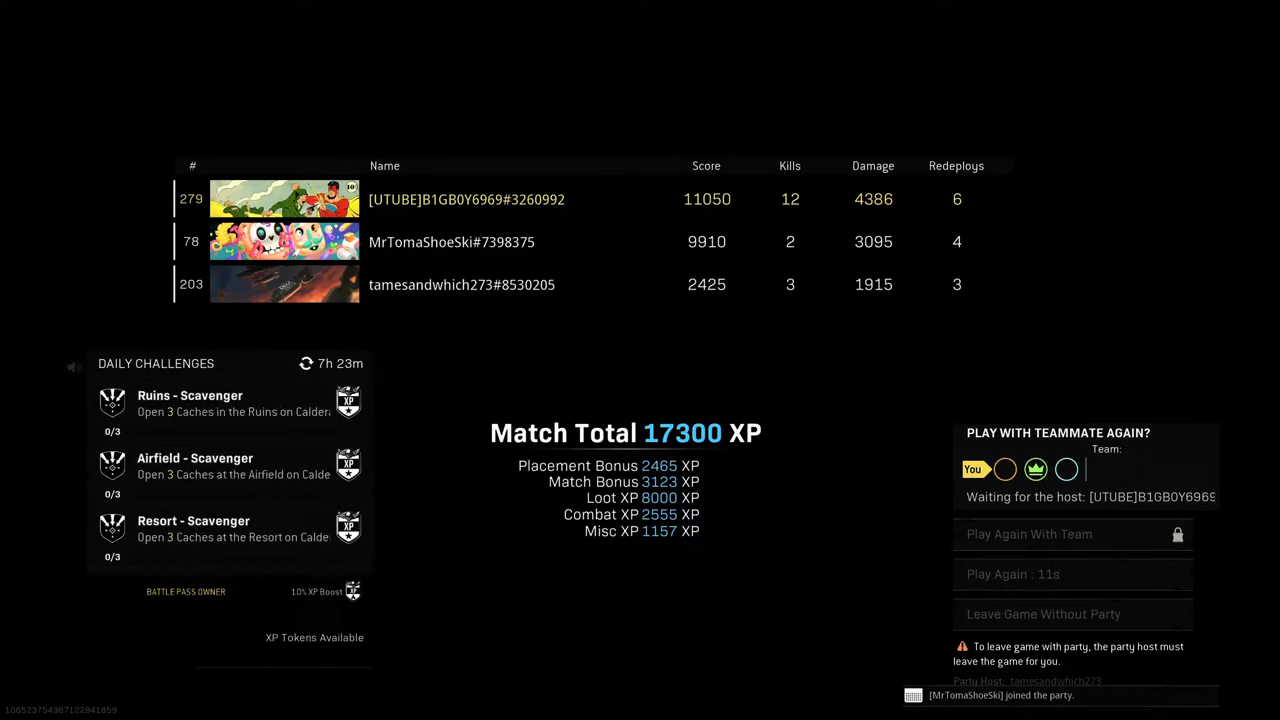 # Name Score Kills Damage Redeploys
279 [UTUBE]B1GB0Y6969#3260992 11050 12 4386 6
78 MrTomaShoeSki#7398375 9910 2 3095 4
203 tamesandwhich273#8530205 2425 3 1915 3
DAILY CHALLENGES 7h 23m
Ruins - Scavenger
Open 3 Caches in the Ruins on Caldera
XP
0/3
Airfield - Scavenger
Open 3 Caches at the Airfield on Calde
XP
0/3
Resort - Scavenger
Open 3 Caches at the Resort on Calde
XP
0/3
BATTLE PASS OWNER 10% XP Boost
XP Tokens Available
Match Total 17300 XP
Placement Bonus 2465 XP
Match Bonus 3123 XP
Loot XP 8000 XP
Combat XP 2555 XP
Misc XP 1157 XP
PLAY WITH TEAMMATE AGAIN?
Team:
You
Waiting for the host: [UTUBE]B1GB0Y6969
Play Again With Team
Play Again : 11s
Leave Game Without Party
To leave game with party, the party host must
leave the game for you.
Party Host: tamesandwhich273
[MrTomaShoeSki] joined the party.